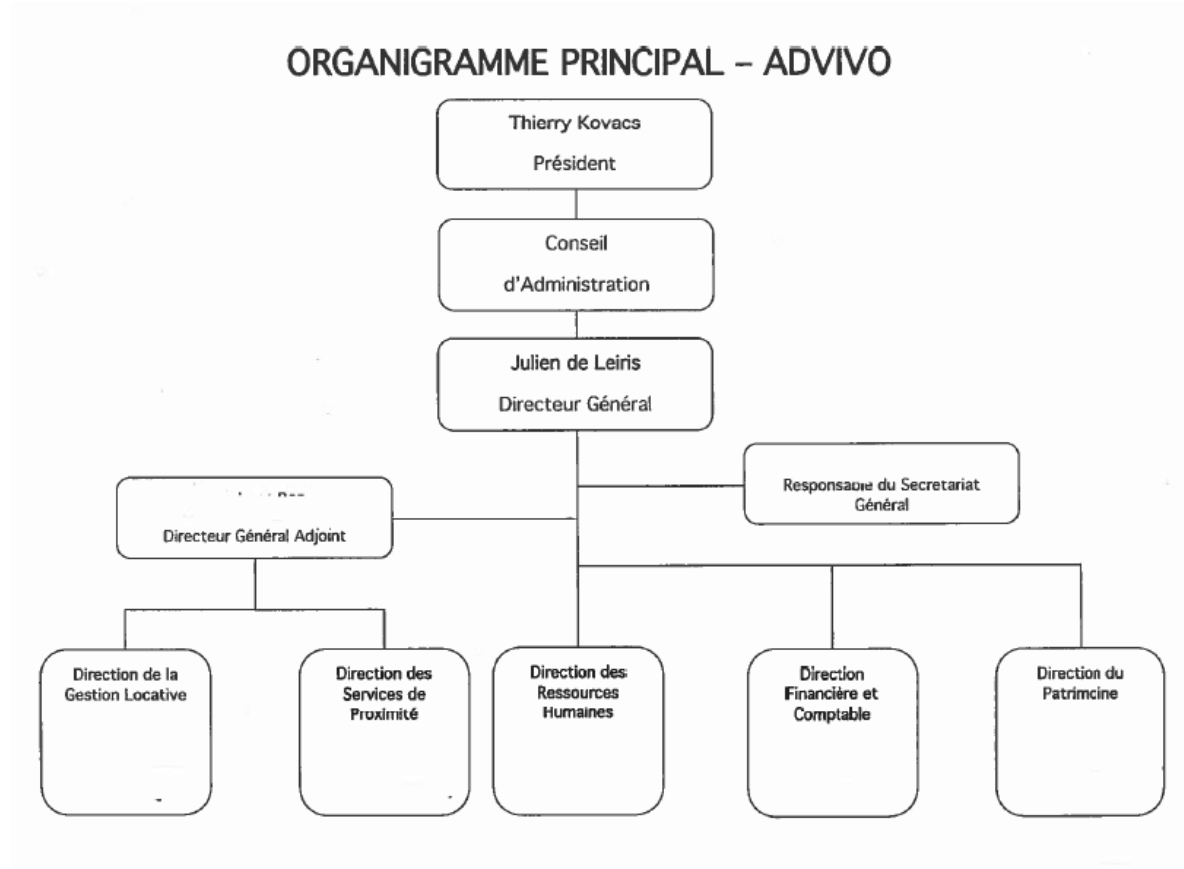 ORGANIGRAMME PRINCIPAL – ADVIVO
Thierry Kovacs
Président
Conseil
d'Administration
Julien de Leiris
Directeur Général
Responsable du Secretariat
Général
Directeur Général Adjoint
Direction de la
Gestion Locative
Direction des
Services de
Proximité
Direction des
Ressources
Humaines
Direction
Financière et
Comptable
Direction du
Patrimoine